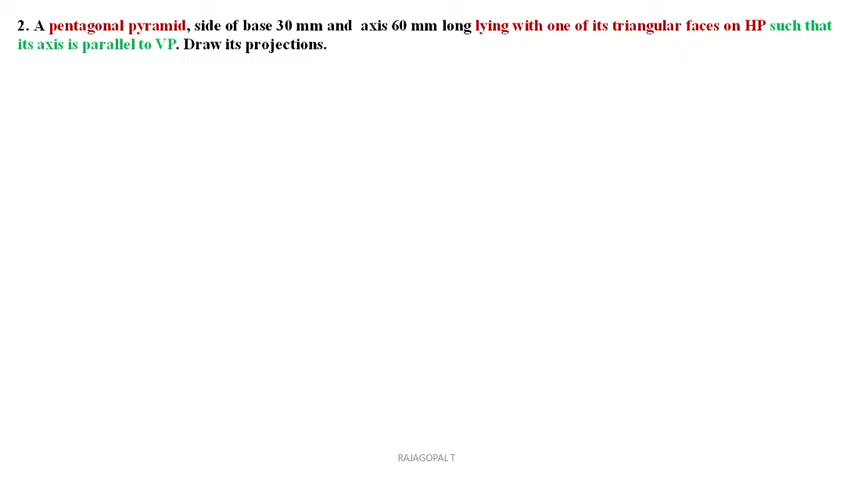 2. A pentagonal pyramid, side of base 30 mm and axis 60 mm long lying with one of its triangular faces on HP such that
its axis is parallel to VP. Draw its projections.
RAJAGOPAL T